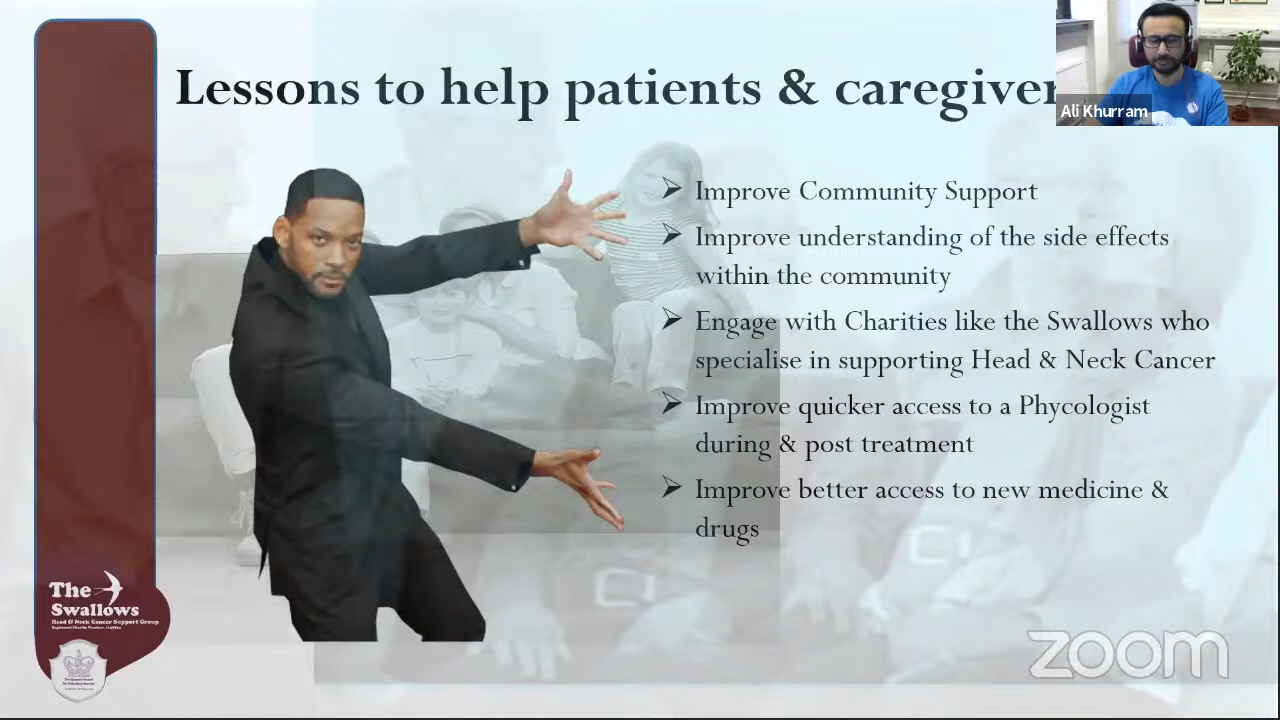 Lessons to help patients & caregiver
Ali Khurram
Improve Community Support
Improve understanding of the side effects
within the community
Engage with Charities like the Swallows who
specialise in supporting Head & Neck Cancer
Improve quicker access to a Phycologist
during & post treatment
Improve better access to new medicine &
drugs
The
Swallows
Head & Neck Cancer Support Group
zoom